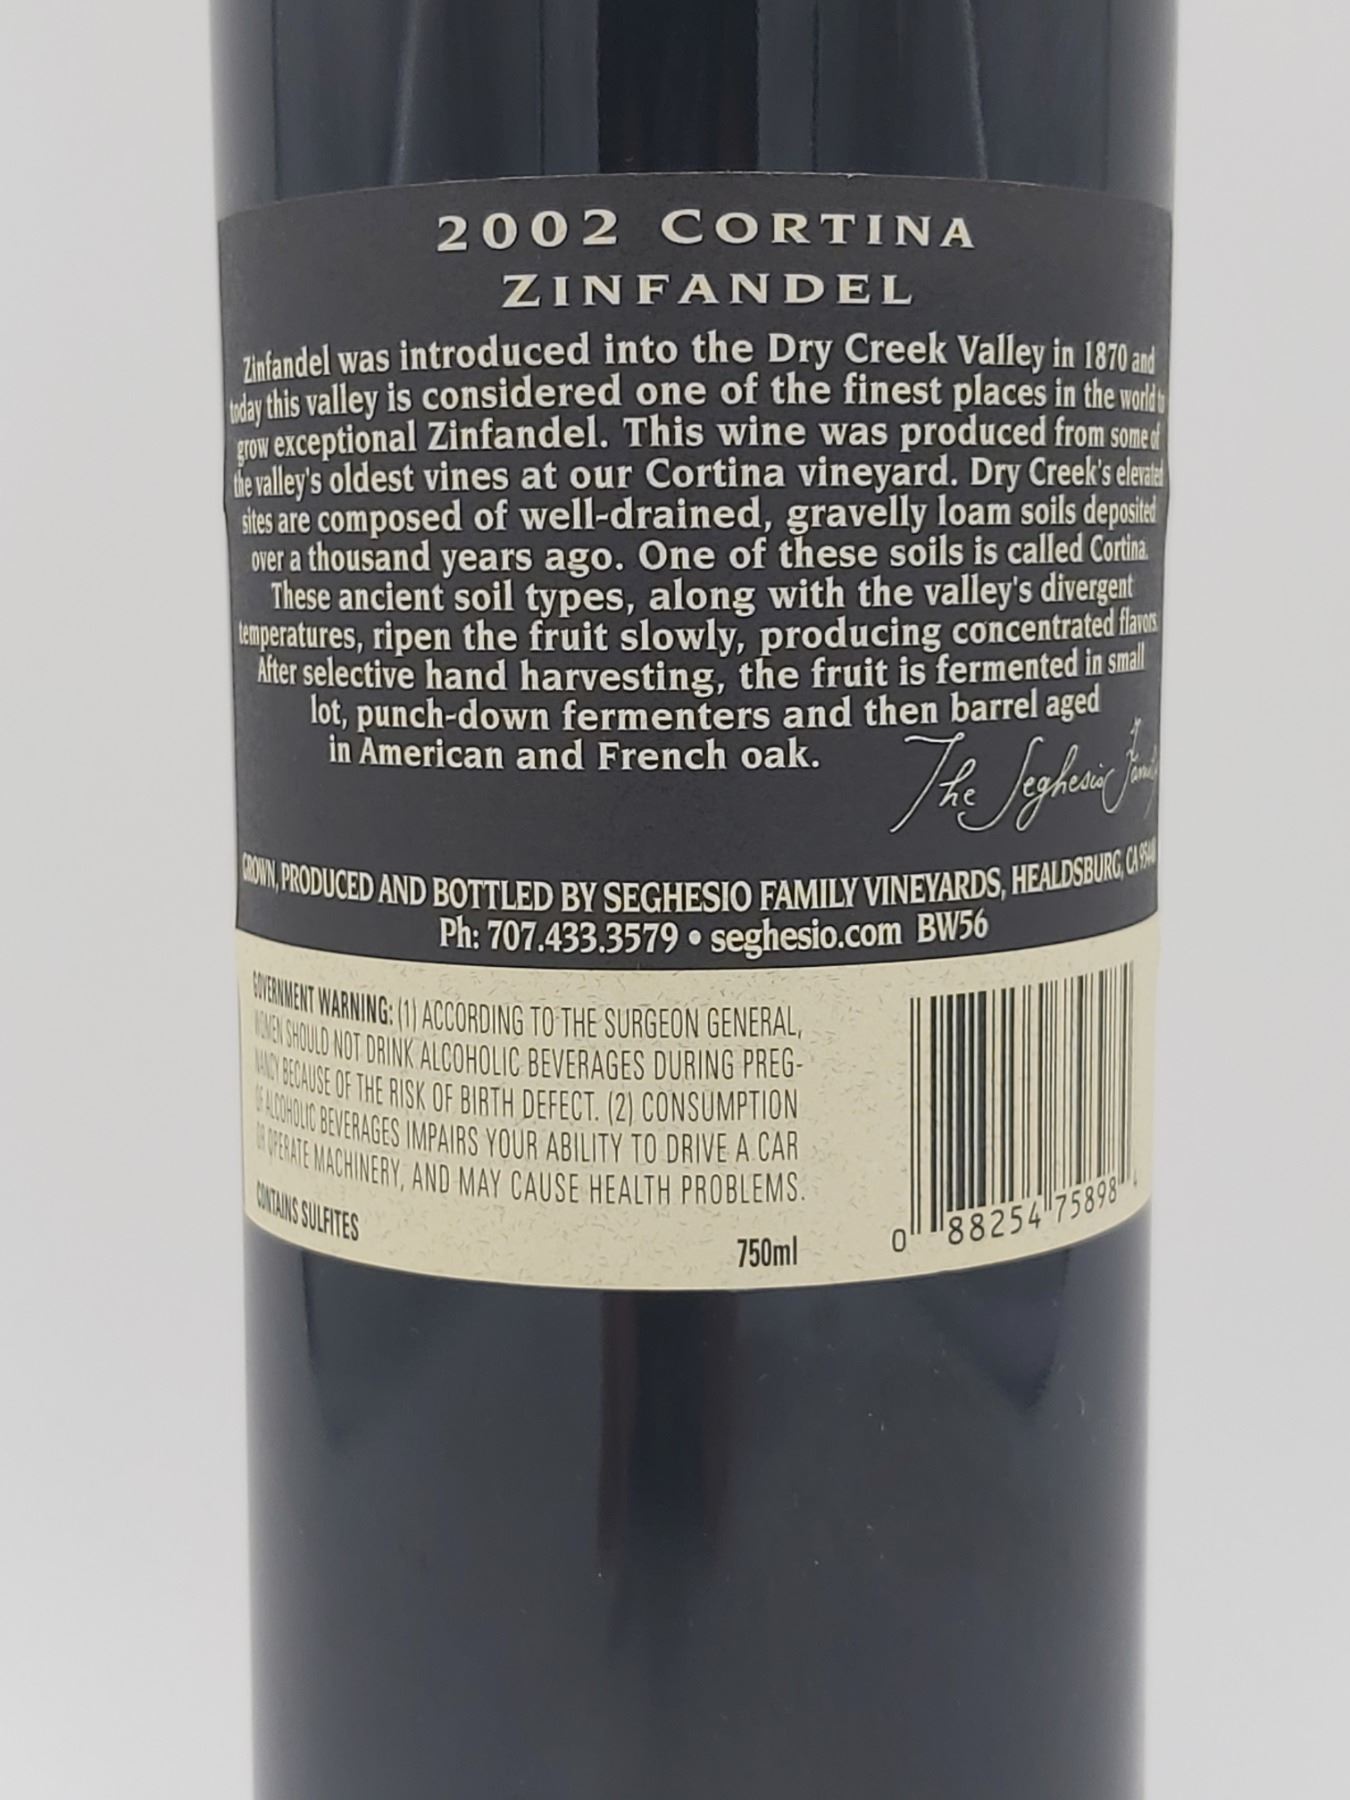 2002 CORTINA
ZINFANDEL
Zinfandel was introduced into the Dry Creek Valley in 1870 and
today this valley is considered one of the finest places in the world to
grow exceptional Zinfandel. This wine was produced from some of
the valley's oldest vines at our Cortina vineyard. Dry Creek's elevated
sites are composed of well-drained, gravelly loam soils deposited
over a thousand years ago. One of these soils is called Cortina.
These ancient soil types, along with the valley's divergent
temperatures, ripen the fruit slowly, producing concentrated flavors.
After selective hand harvesting, the fruit is fermented in small
lot, punch-down fermenters and then barrel aged
in American and French oak.
The Seghesio Family
GROWN, PRODUCED AND BOTTLED BY SEGHESIO FAMILY VINEYARDS, HEALDSBURG, CA 95448
Ph: 707.433.3579 • seghesio.com BW56
GOVERNMENT WARNING: (1) ACCORDING TO THE SURGEON GENERAL,
WOMEN SHOULD NOT DRINK ALCOHOLIC BEVERAGES DURING PREG-
NANCY BECAUSE OF THE RISK OF BIRTH DEFECT. (2) CONSUMPTION
OF ALCOHOLIC BEVERAGES IMPAIRS YOUR ABILITY TO DRIVE A CAR
OR OPERATE MACHINERY, AND MAY CAUSE HEALTH PROBLEMS.
CONTAINS SULFITES
750ml
0 88254 75898 4